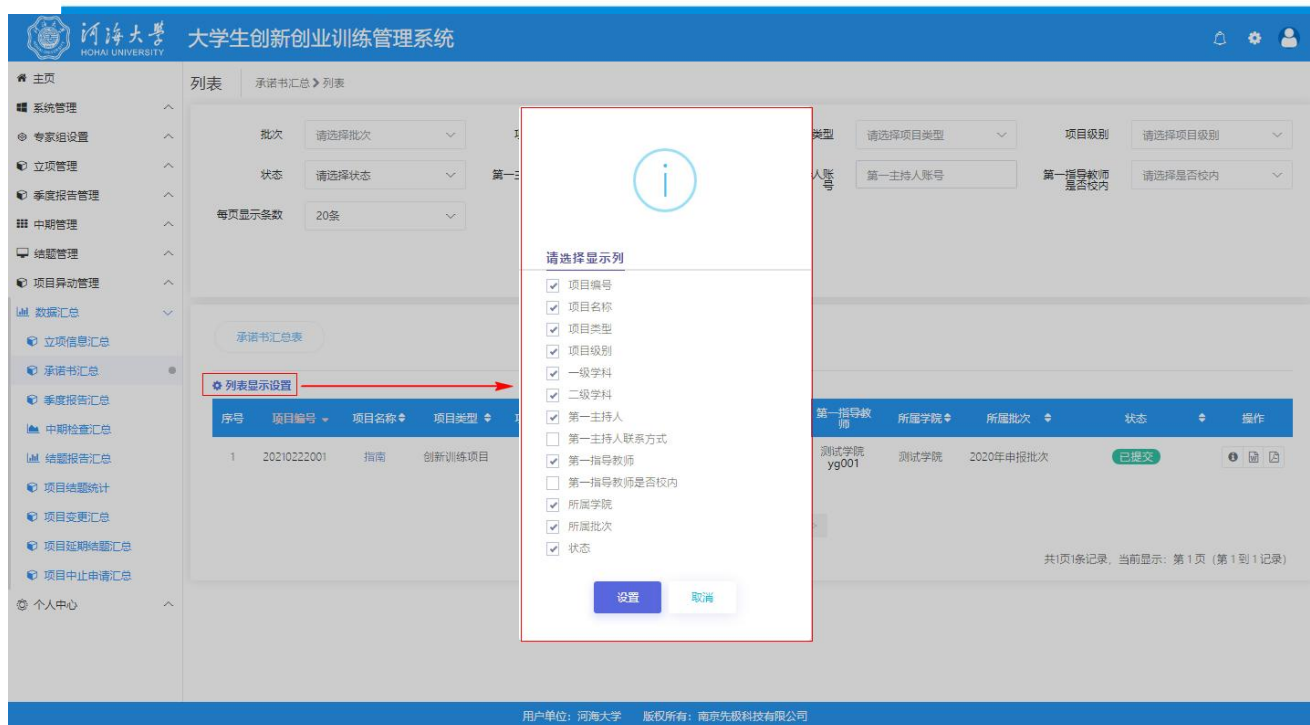 河海大学 大学生创新创业训练管理系统
HOHAI UNIVERSITY
主页
系统管理
专家组设置
立项管理
季度报告管理
中期管理
结题管理
项目异动管理
数据汇总
立项信息汇总
承诺书汇总
季度报告汇总
中期检查汇总
结题报告汇总
项目结题统计
项目变更汇总
项目延期结题汇总
项目中止申请汇总
个人中心
列表 承诺书汇总 列表
批次 请选择批次 类型 请选择项目类型 项目级别 请选择项目级别
状态 请选择状态 第一 人账号 第一主持人账号 第一指导教师是否校内 请选择是否校内
每页显示条数 20条
承诺书汇总表
列表显示设置
序号 项目编号 项目名称 项目类型 第一指导教师 所属学院 所属批次 状态 操作
1 20210222001 指南 创新训练项目 测试学院yg001 测试学院 2020年申报批次 已提交
共1页1条记录, 当前显示: 第 1 页 (第 1 到 1 记录)
请选择显示列
项目编号
项目名称
项目类型
项目级别
一级学科
二级学科
第一主持人
第一主持人联系方式
第一指导教师
第一指导教师是否校内
所属学院
所属批次
状态
设置 取消
用户单位：河海大学 版权所有：南京先极科技有限公司